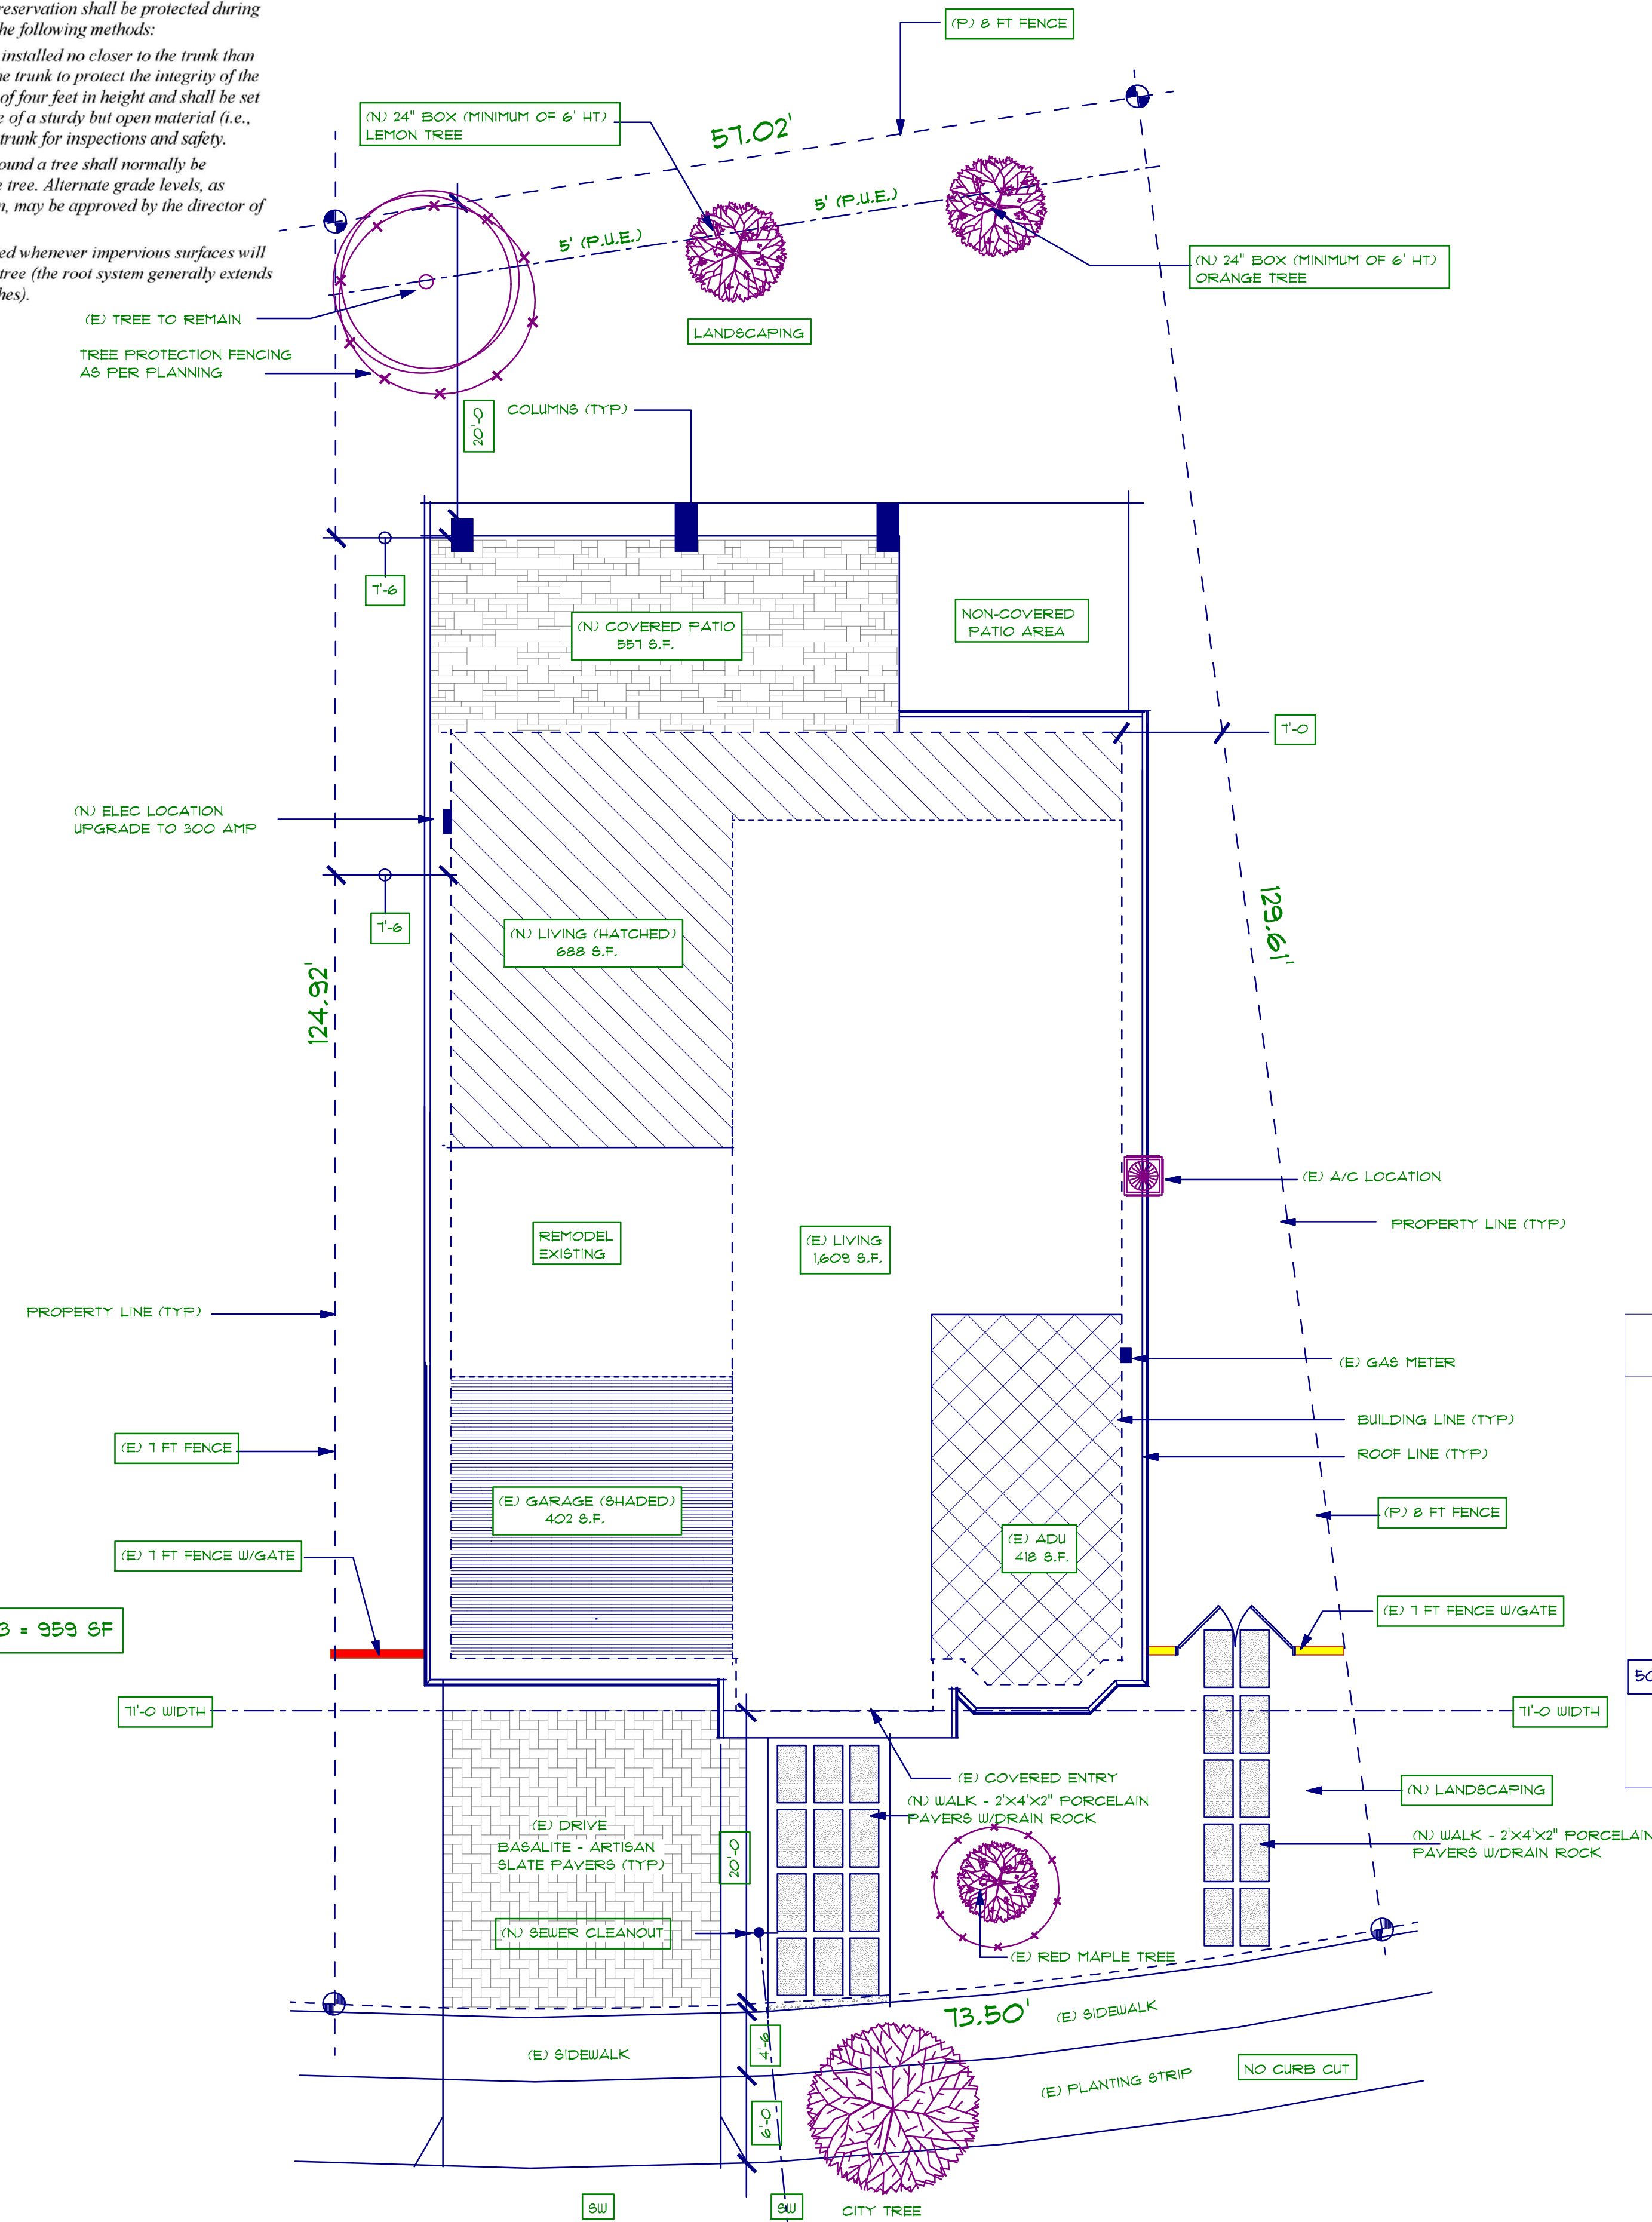 reservation shall be protected during
he following methods:
installed no closer to the trunk than
he trunk to protect the integrity of the
of four feet in height and shall be set
e of a sturdy but open material (i.e.,
trunk for inspections and safety.
ound a tree shall normally be
e tree. Alternate grade levels, as
n, may be approved by the director of
ed whenever impervious surfaces will
tree (the root system generally extends
hes).
(P) 8 FT FENCE
(N) 24" BOX (MINIMUM OF 6' HT)
LEMON TREE
57.02'
5' (P.U.E.)
5' (P.U.E.)
(N) 24" BOX (MINIMUM OF 6' HT)
ORANGE TREE
(E) TREE TO REMAIN
LANDSCAPING
TREE PROTECTION FENCING
AS PER PLANNING
20'-0
COLUMNS (TYP)
7'-6
(N) COVERED PATIO
557 S.F.
NON-COVERED
PATIO AREA
7'-0
(N) ELEC LOCATION
UPGRADE TO 300 AMP
7'-6
(N) LIVING (HATCHED)
688 S.F.
124.92'
129.61'
(E) A/C LOCATION
PROPERTY LINE (TYP)
REMODEL
EXISTING
(E) LIVING
1,609 S.F.
PROPERTY LINE (TYP)
(E) GAS METER
BUILDING LINE (TYP)
ROOF LINE (TYP)
(E) 7 FT FENCE
(E) GARAGE (SHADED)
402 S.F.
(P) 8 FT FENCE
(E) ADU
418 S.F.
(E) 7 FT FENCE W/GATE
(E) 7 FT FENCE W/GATE
3 = 959 SF
50
71'-0 WIDTH
71'-0 WIDTH
(E) COVERED ENTRY
(N) WALK - 2'X4'X2" PORCELAIN
PAVERS W/DRAIN ROCK
(N) LANDSCAPING
(E) DRIVE
BASALITE - ARTISAN
SLATE PAVERS (TYP)
20'-0
(N) WALK - 2'X4'X2" PORCELAIN
PAVERS W/DRAIN ROCK
(N) SEWER CLEANOUT
(E) RED MAPLE TREE
73.50'
(E) SIDEWALK
(E) SIDEWALK
4'-6
(E) PLANTING STRIP
NO CURB CUT
6'-0
SW
SW
CITY TREE